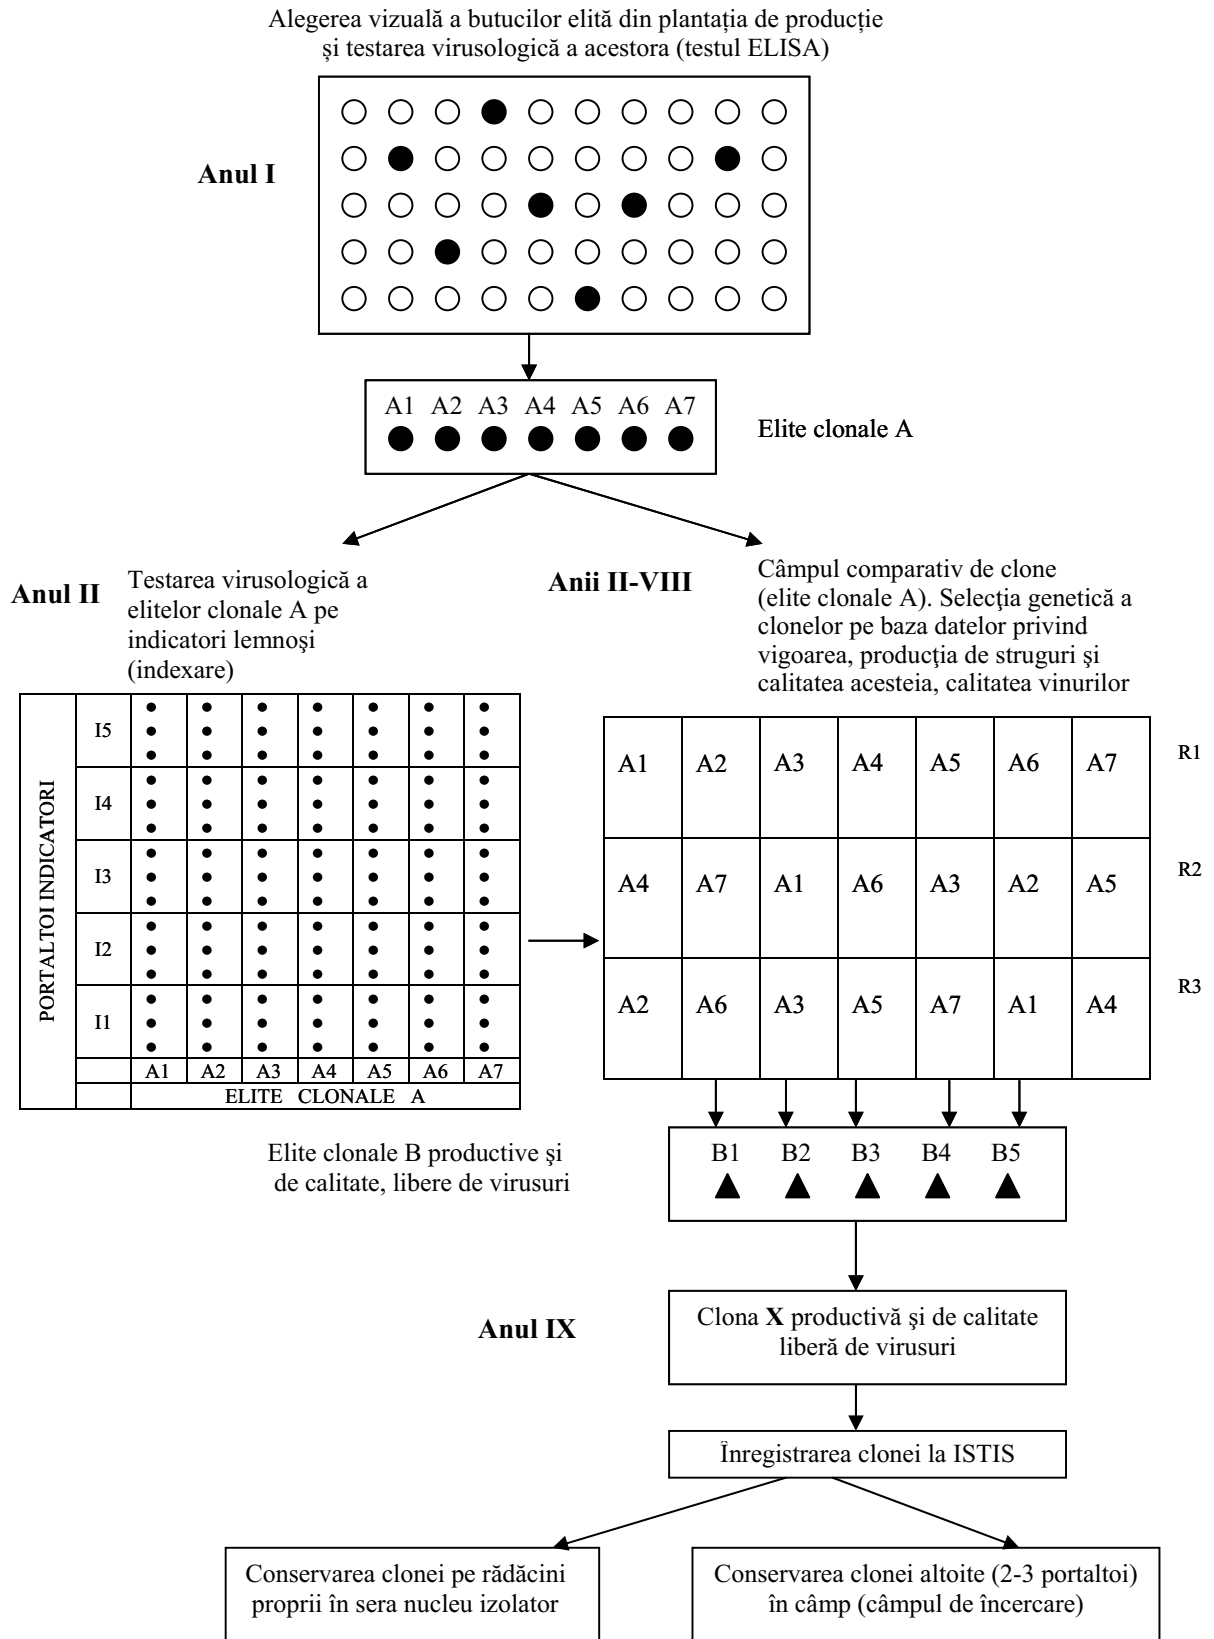 Alegerea vizuală a butucilor elită din plantația de producție
și testarea virusologică a acestora (testul ELISA)
Anul I
A1 A2 A3 A4 A5 A6 A7
Elite clonale A
Anul II
Testarea virusologică a
elitelor clonale A pe
indicatori lemnoşi
(indexare)
Anii II-VIII
Câmpul comparativ de clone
(elite clonale A). Selecţia genetică a
clonelor pe baza datelor privind
vigoarea, producţia de struguri şi
calitatea acesteia, calitatea vinurilor
PORTALTOI INDICATORI
I5
I4
I3
I2
I1
A1 A2 A3 A4 A5 A6 A7
ELITE CLONALE A
A1 A2 A3 A4 A5 A6 A7 R1
A4 A7 A1 A6 A3 A2 A5 R2
A2 A6 A3 A5 A7 A1 A4 R3
Elite clonale B productive şi
de calitate, libere de virusuri
B1 B2 B3 B4 B5
Anul IX
Clona X productivă şi de calitate
liberă de virusuri
Înregistrarea clonei la ISTIS
Conservarea clonei pe rădăcini
proprii în sera nucleu izolator
Conservarea clonei altoite (2-3 portaltoi)
în câmp (câmpul de încercare)